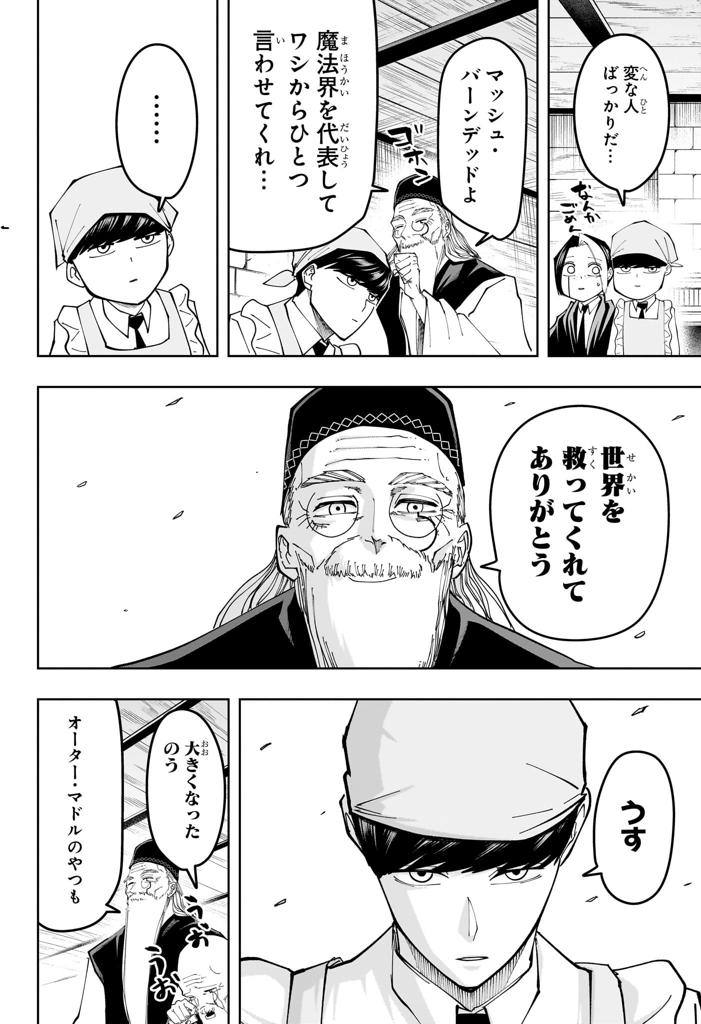 変な人
ばっかりだ…
なんか
ごめん
マッシュ・
バーンデッドよ
ゴホン
魔法界を代表して
ワシからひとつ
言わせてくれ…
……
世界を
救ってくれて
ありがとう
うす
大きくなった
のう
オーター・マドルのやつも
うお
うお